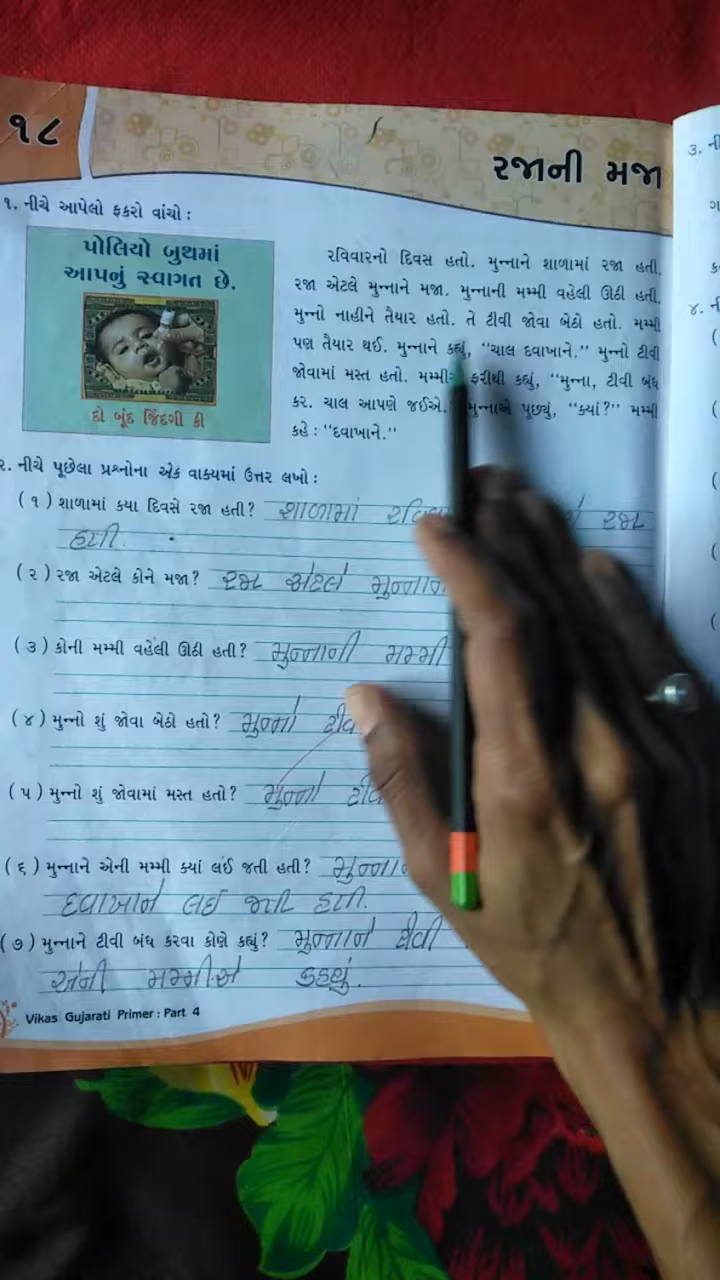 ૧૮
રજાની મજા
૧. નીચે આપેલો ફકરો વાંચો :
પોલિયો બુથમાં
આપનું સ્વાગત છે.
દો બુંદ જિંદગી કી
રવિવારનો દિવસ હતો. મુન્નાને શાળામાં રજા હતી.
રજા એટલે મુન્નાને મજા. મુન્નાની મમ્મી વહેલી ઊઠી હતી.
મુન્નો નાહીને તૈયાર હતો. તે ટીવી જોવા બેઠો હતો. મમ્મી
પણ તૈયાર થઈ. મુન્નાને કહ્યું, “ચાલ દવાખાને.” મુન્નો ટીવી
જોવામાં મસ્ત હતો. મમ્મીએ ફરીથી કહ્યું, “મુન્ના, ટીવી બંધ
કર. ચાલ આપણે જઈએ. મુન્નાએ પૂછ્યું, “ક્યાં?” મમ્મી
કહે : “દવાખાને.”
૨. નીચે પૂછેલા પ્રશ્નોના એક વાક્યમાં ઉત્તર લખો :
(૧) શાળામાં કયા દિવસે રજા હતી? શાળામાં રજા
હતી.
(૨) રજા એટલે કોને મજા? રજા એટલે
(૩) કોની મમ્મી વહેલી ઊઠી હતી? મુન્નાની મમ્મી
(૪) મુન્નો શું જોવા બેઠો હતો? મુન્નો
(૫) મુન્નો શું જોવામાં મસ્ત હતો? મુન્નો
(૬) મુન્નાને એની મમ્મી ક્યાં લઈ જતી હતી?
દવાખાને લઈ જતી હતી.
(૭) મુન્નાને ટીવી બંધ કરવા કોણે કહ્યું? મુન્નાને ટીવી
એની મમ્મીએ કહ્યું.
Vikas Gujarati Primer : Part 4
૩. ની
૪. ની